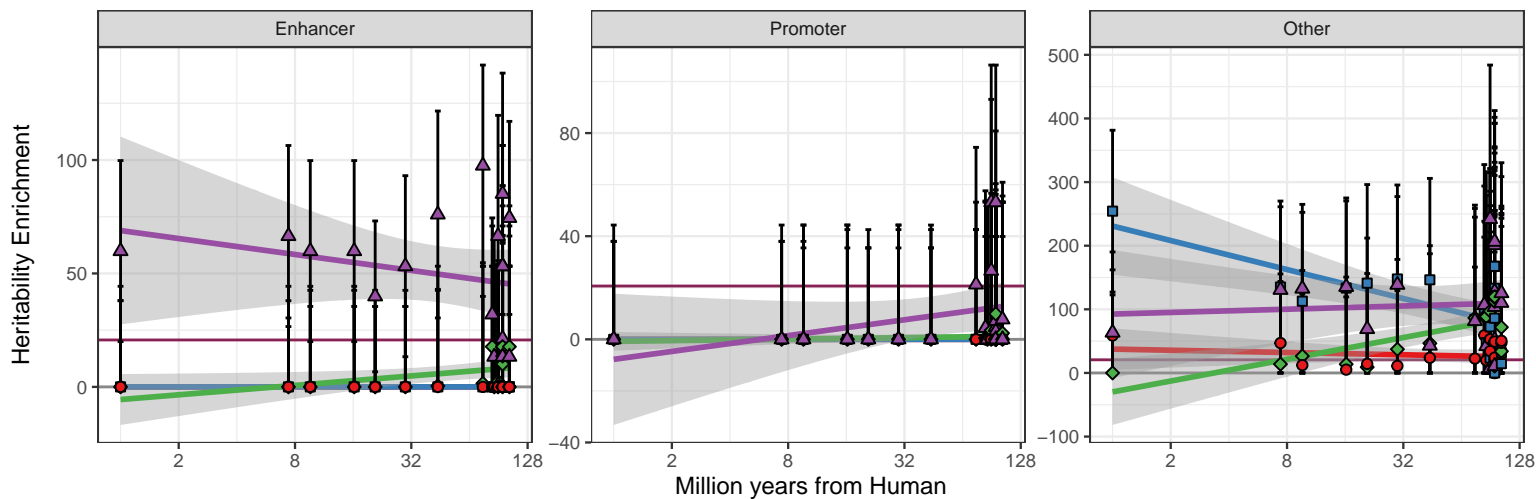 Enhancer
Promoter
Other
Heritability Enrichment
100
50
0
80
40
0
−40
500
400
300
200
100
0
−100
2 8 32 128
2 8 32 128
2 8 32 128
Million years from Human